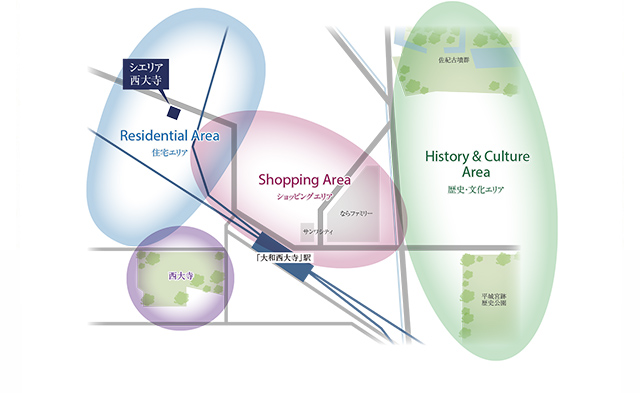 シエリア
西大寺
Residential Area
住宅エリア
Shopping Area
ショッピングエリア
サンワシティ
ならファミリー
「大和西大寺」駅
西大寺
佐紀古墳群
History & Culture
Area
歴史・文化エリア
平城宮跡
歴史公園